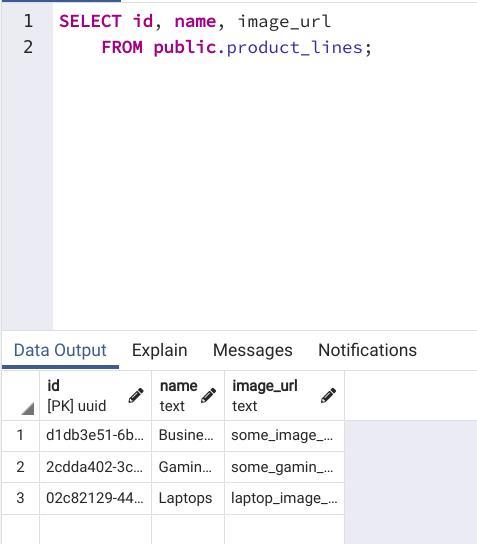 1 SELECT id, name, image_url
2 FROM public.product_lines;
Data Output Explain Messages Notifications
id name image_url
[PK] uuid text text
1 d1db3e51-6b... Busine... some_image_...
2 2cdda402-3c... Gamin... some_gamin_...
3 02c82129-44... Laptops laptop_image_...